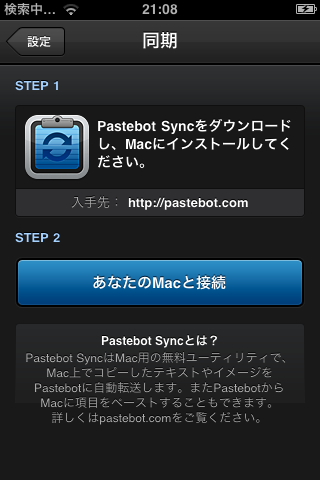 検索中... 21:08
設定 同期
STEP 1
Pastebot Syncをダウンロード
し、Macにインストールしてく
ださい。
入手先： http://pastebot.com
STEP 2
あなたのMacと接続
Pastebot Syncとは？
Pastebot SyncはMac用の無料ユーティリティで、
Mac上でコピーしたテキストやイメージを
Pastebotに自動転送します。またPastebotから
Macに項目をペーストすることもできます。
詳しくはpastebot.comをご覧ください。